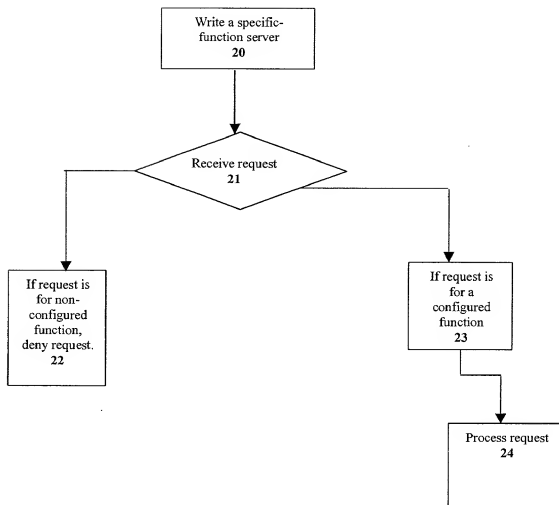 Write a specific-
function server
20
Receive request
21
If request is
for non-
configured
function,
deny request.
22
If request is
for a
configured
function
23
Process request
24